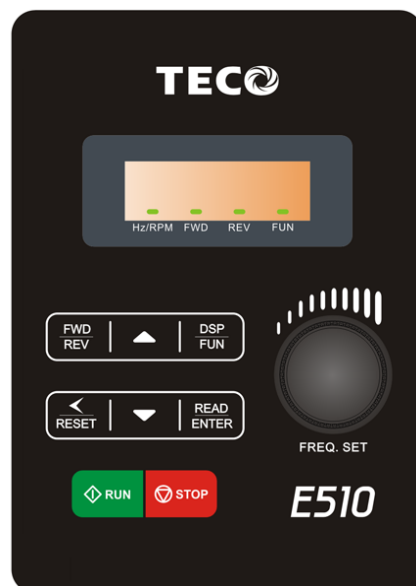 TECO
Hz/RPM FWD REV FUN
FWD
REV
DSP
FUN
RESET
READ
ENTER
FREQ. SET
RUN STOP
E510